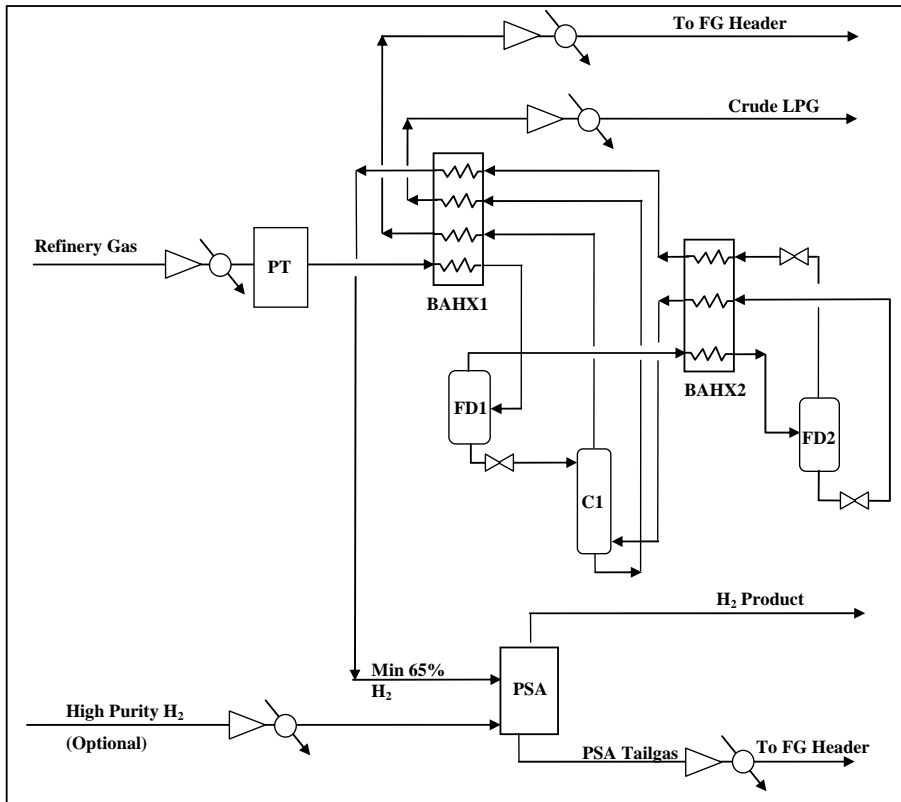 To FG Header
Crude LPG
Refinery Gas
PT
BAHX1
BAHX2
FD1
FD2
C1
H₂ Product
Min 65%
H₂
PSA
High Purity H₂
(Optional)
PSA Tailgas
To FG Header